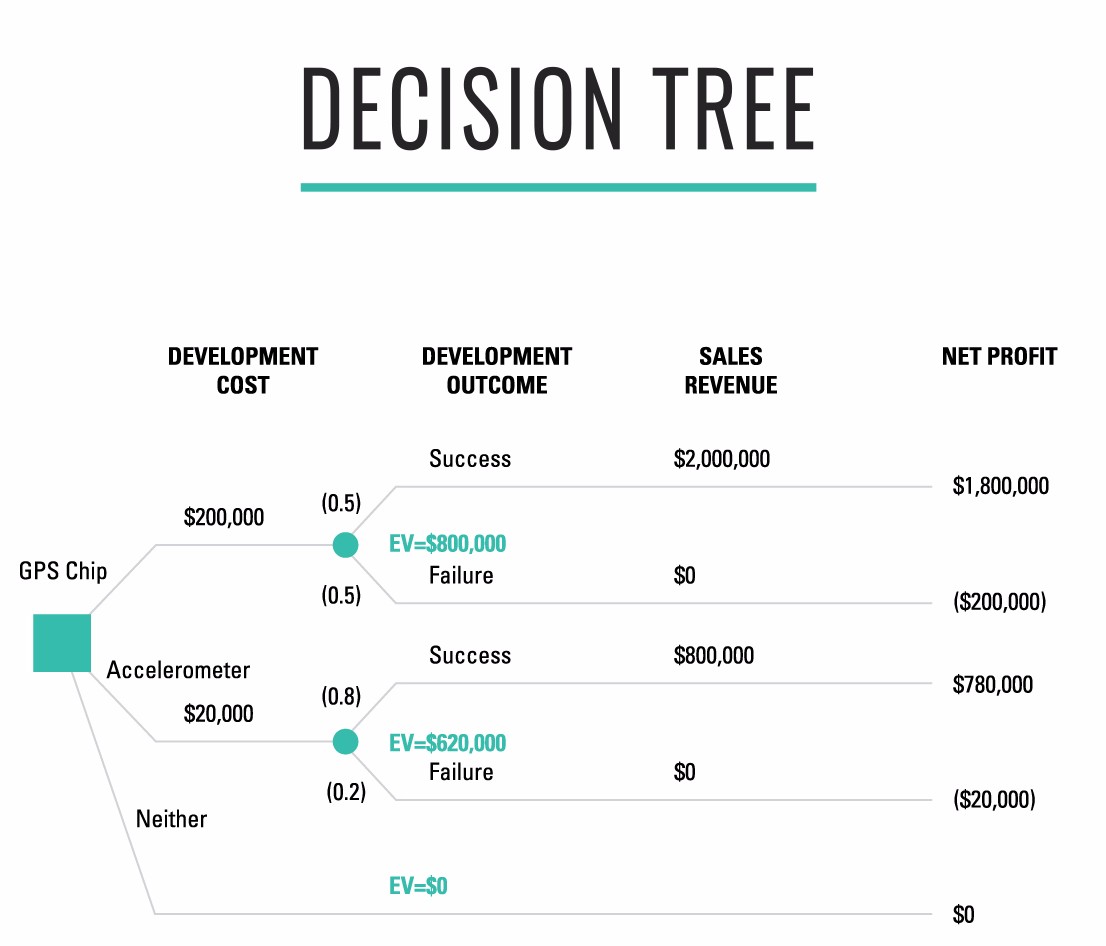 DECISION TREE
DEVELOPMENT COST
DEVELOPMENT OUTCOME
SALES REVENUE
NET PROFIT
Success $2,000,000
$1,800,000
(0.5)
$200,000
EV=$800,000
GPS Chip
Failure $0
(0.5)
($200,000)
Success $800,000
Accelerometer
$780,000
(0.8)
$20,000
EV=$620,000
Failure $0
(0.2)
($20,000)
Neither
EV=$0
$0